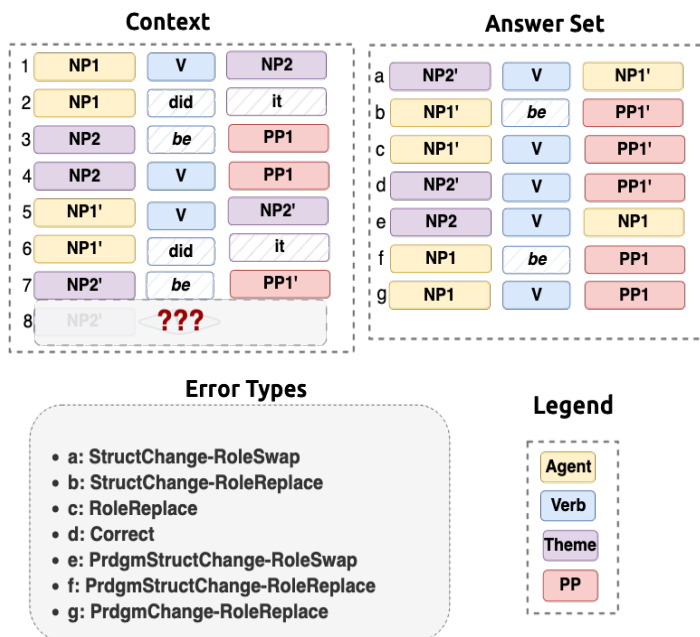 Context
1 NP1 V NP2
2 NP1 did it
3 NP2 be PP1
4 NP2 V PP1
5 NP1' V NP2'
6 NP1' did it
7 NP2' be PP1'
8 NP2' ???
Answer Set
a NP2' V NP1'
b NP1' be PP1'
c NP1' V PP1'
d NP2' V PP1'
e NP2 V NP1
f NP1 be PP1
g NP1 V PP1
Error Types
• a: StructChange-RoleSwap
• b: StructChange-RoleReplace
• c: RoleReplace
• d: Correct
• e: PrdgmStructChange-RoleSwap
• f: PrdgmStructChange-RoleReplace
• g: PrdgmChange-RoleReplace
Legend
Agent
Verb
Theme
PP